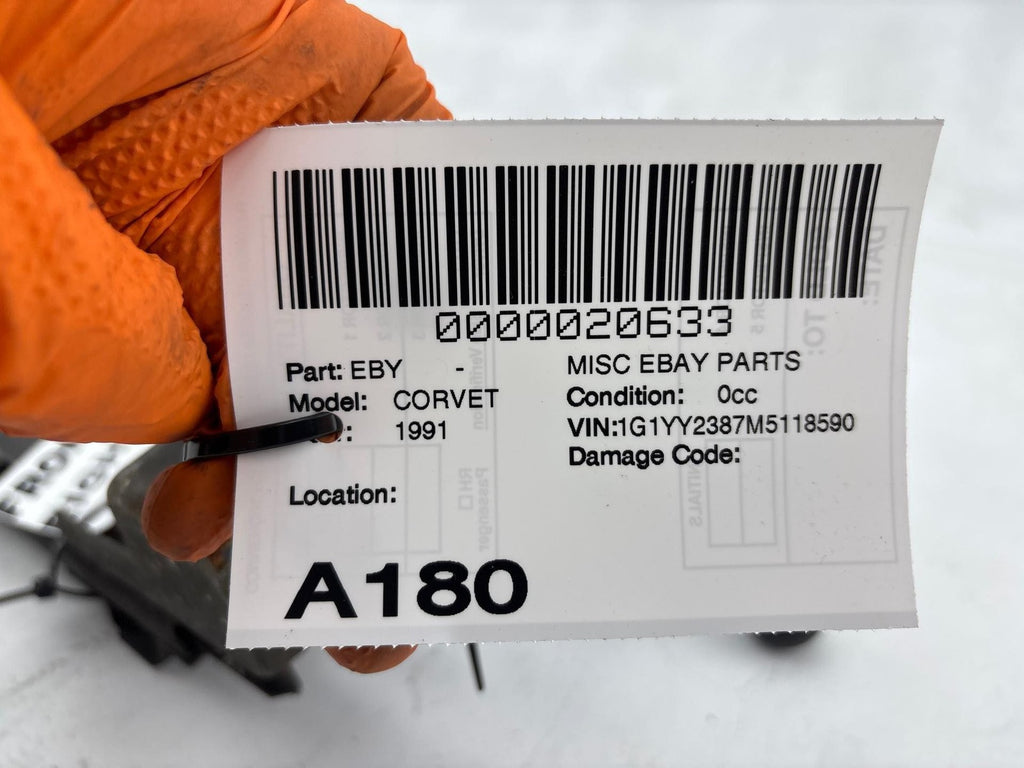 0000020633
Part: EBY - MISC EBAY PARTS
Model: CORVET Condition: 0cc
: 1991 VIN:1G1YY2387M5118590
Damage Code:
Location:
A180